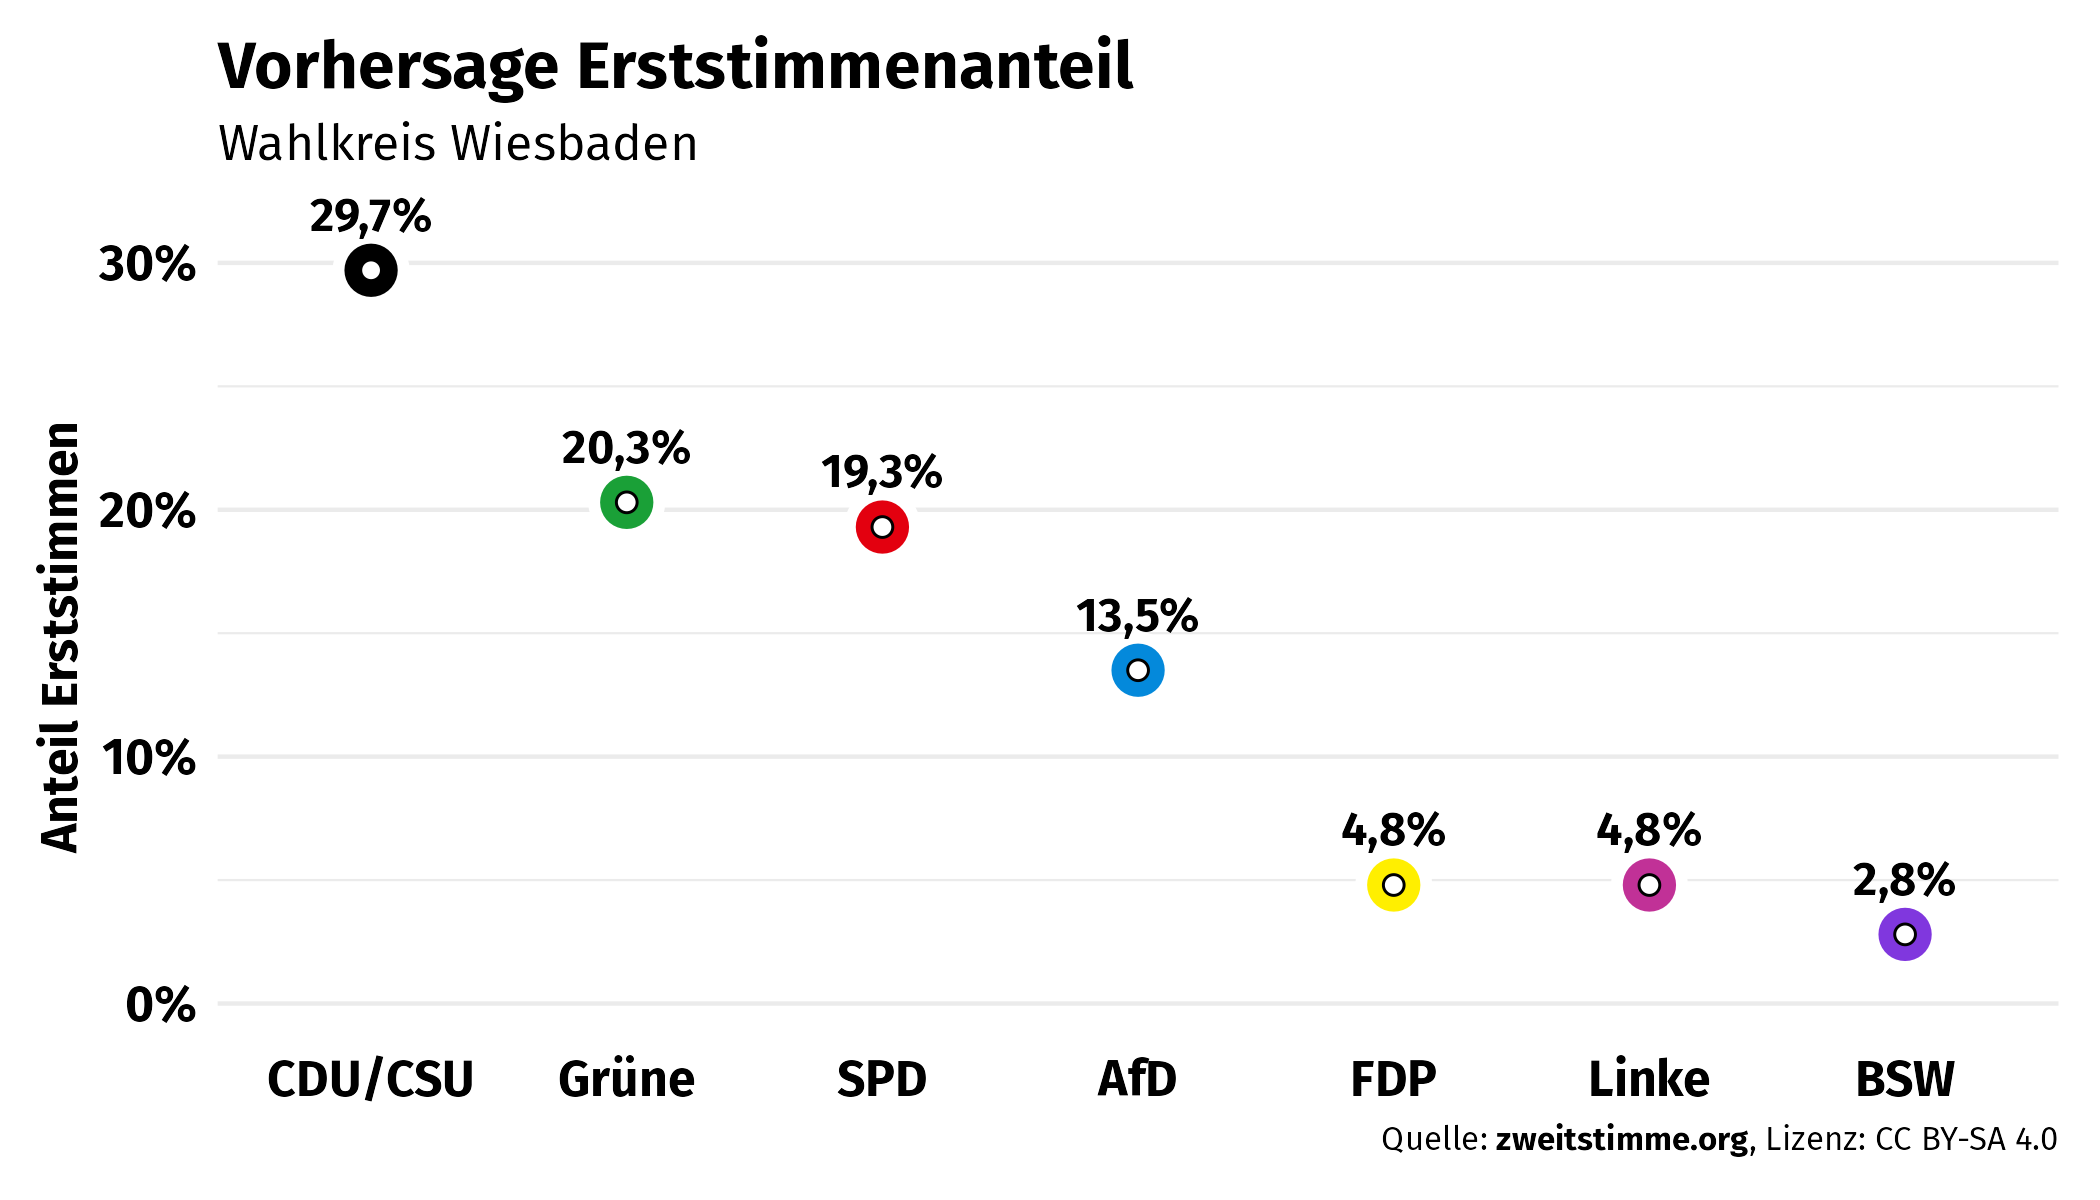 Vorhersage Erststimmenanteil
Wahlkreis Wiesbaden
Anteil Erststimmen
30%
20%
10%
0%
29,7%
20,3%
19,3%
13,5%
4,8%
4,8%
2,8%
CDU/CSU Grüne SPD AfD FDP Linke BSW
Quelle: zweitstimme.org, Lizenz: CC BY-SA 4.0